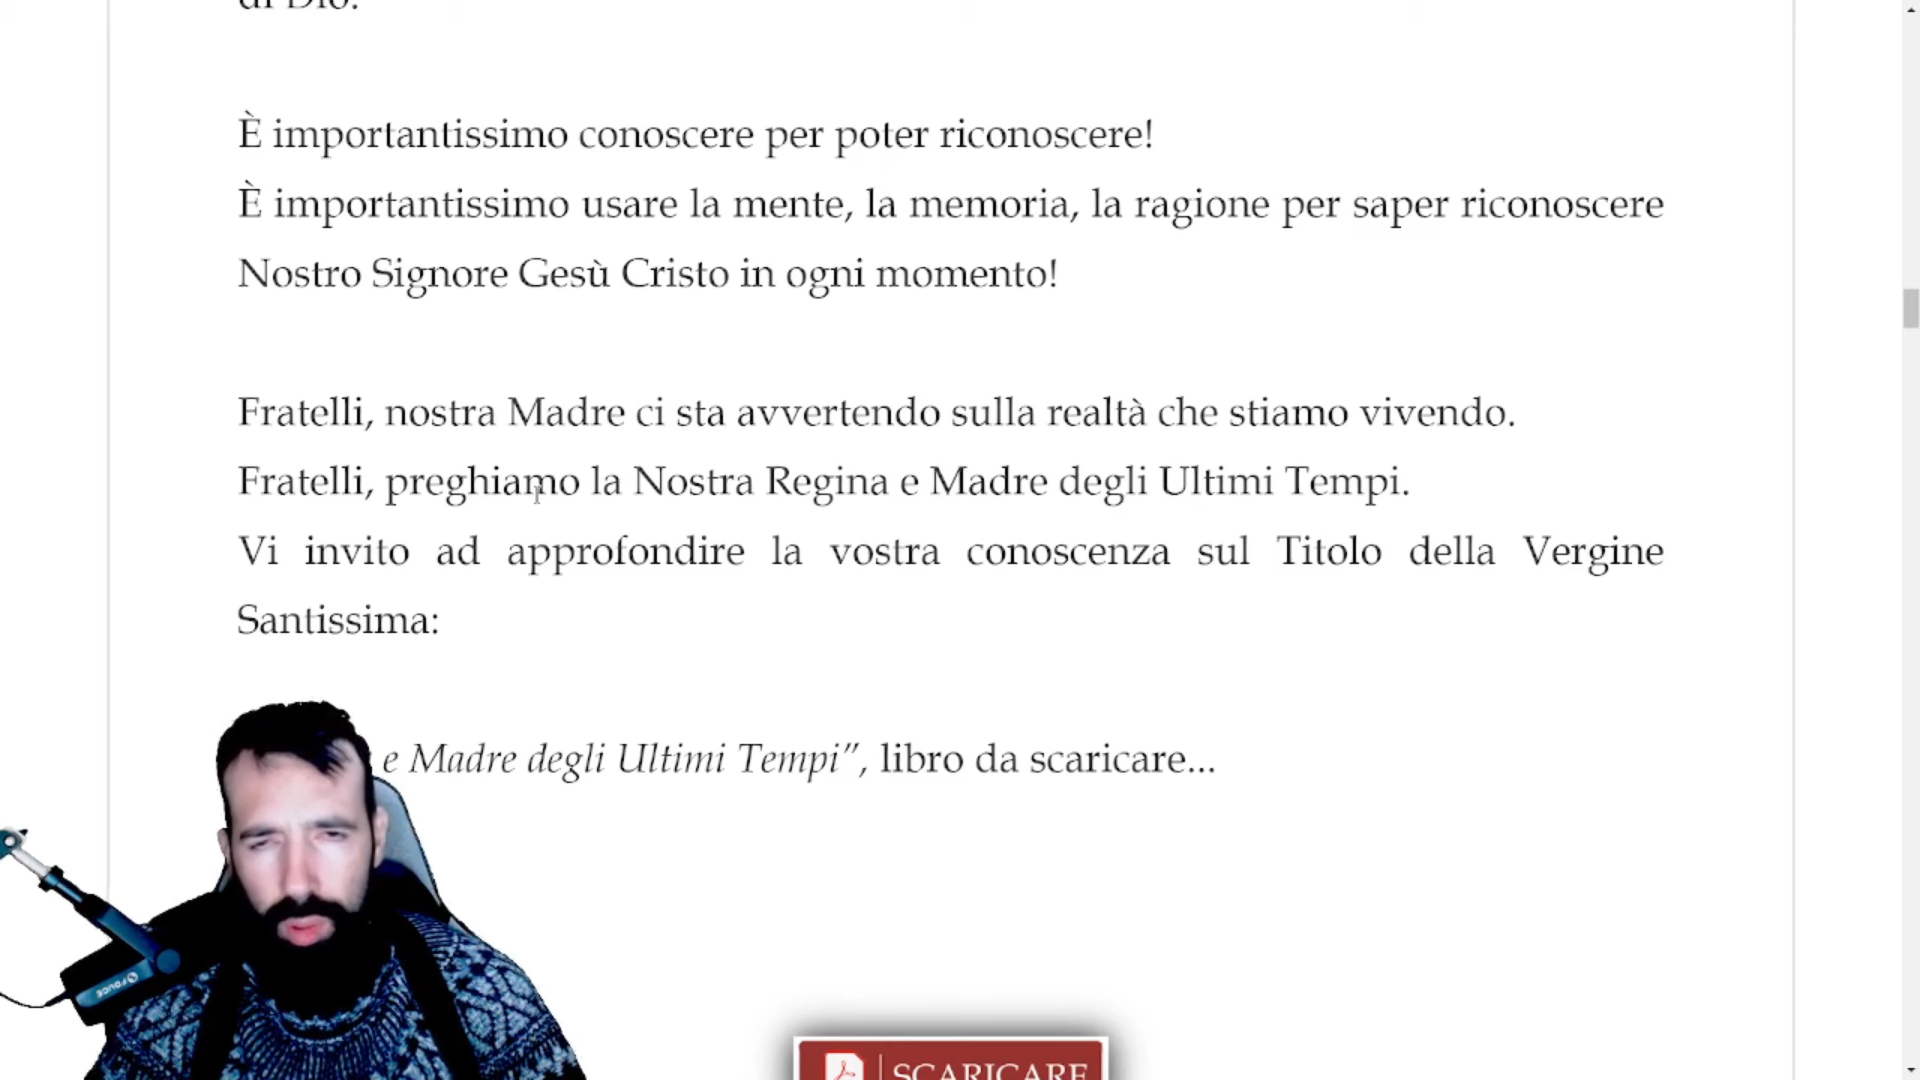 di Dio.
È importantissimo conoscere per poter riconoscere!
È importantissimo usare la mente, la memoria, la ragione per saper riconoscere
Nostro Signore Gesù Cristo in ogni momento!
Fratelli, nostra Madre ci sta avvertendo sulla realtà che stiamo vivendo.
Fratelli, preghiamo la Nostra Regina e Madre degli Ultimi Tempi.
Vi invito ad approfondire la vostra conoscenza sul Titolo della Vergine
Santissima:
e Madre degli Ultimi Tempi”, libro da scaricare...
FDUCE
SCARICARE